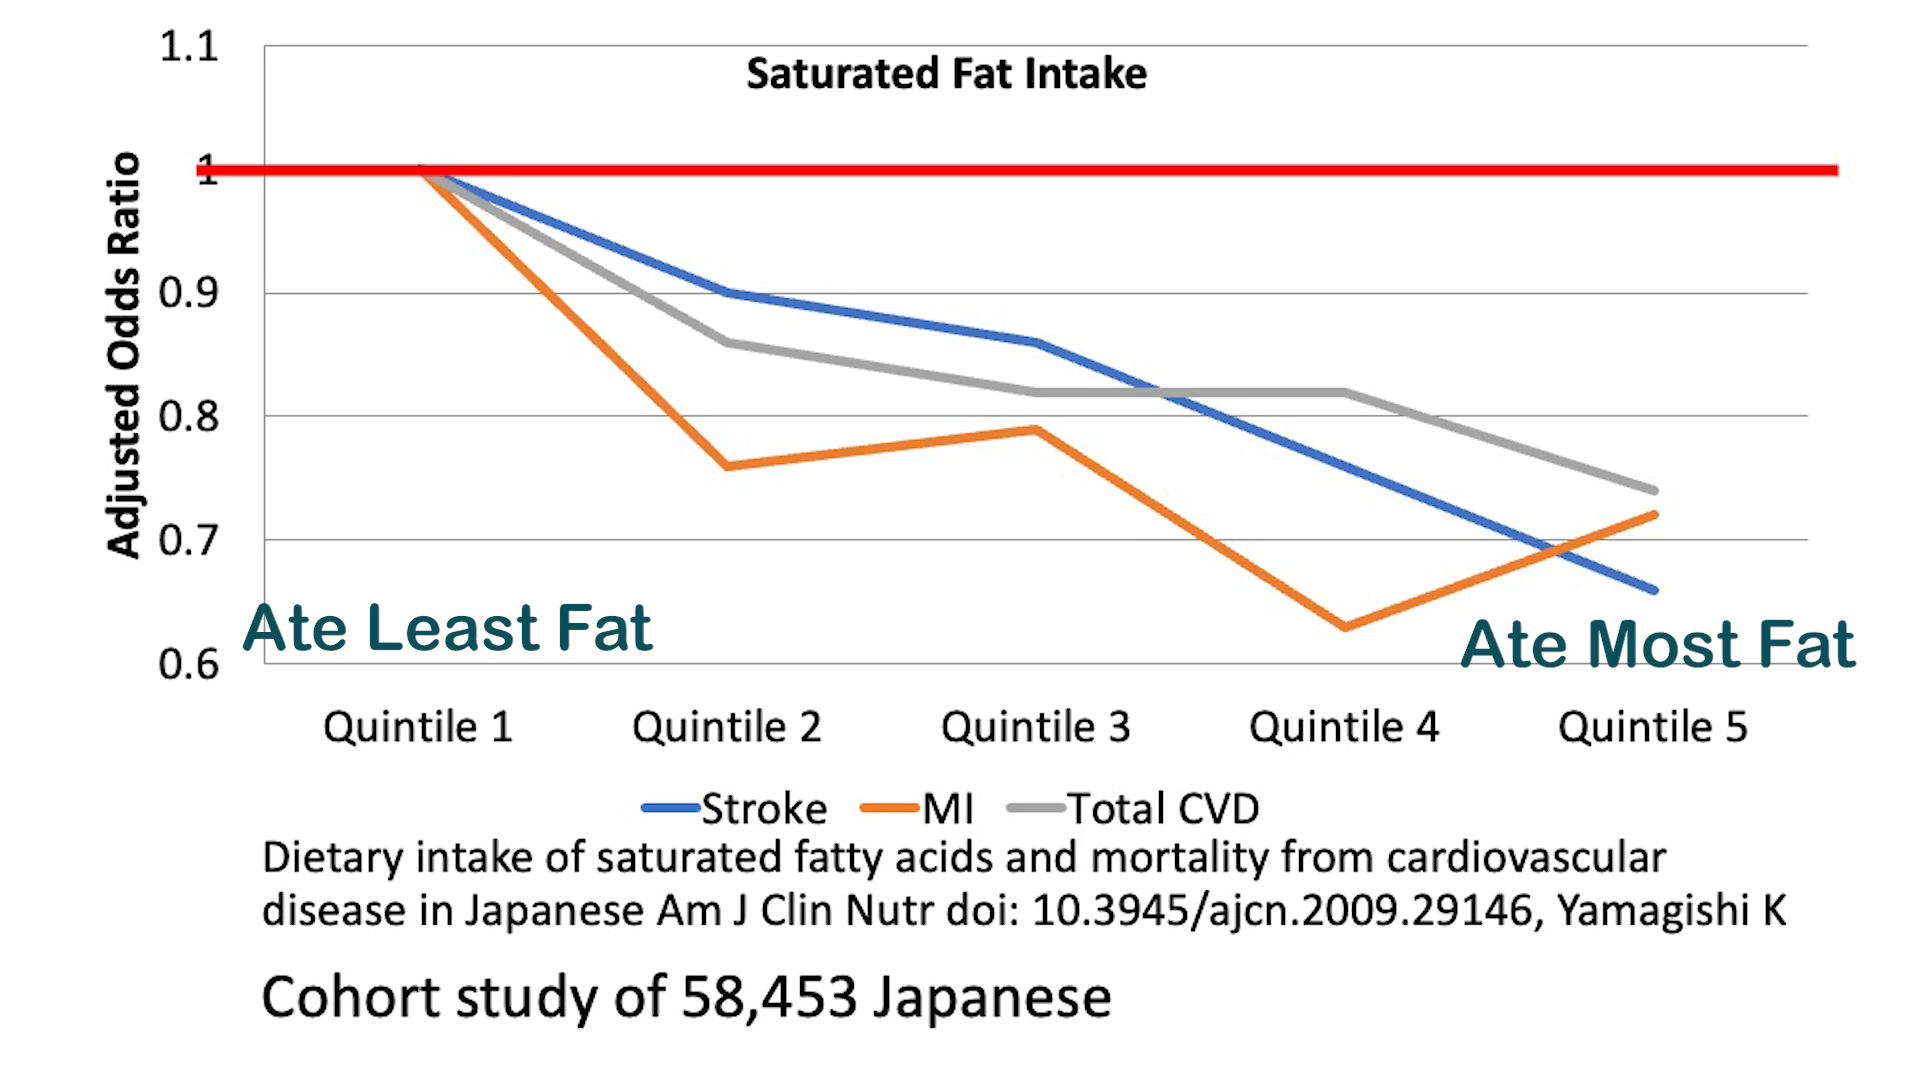 Saturated Fat Intake
Adjusted Odds Ratio
1.1
1
0.9
0.8
0.7
0.6
Ate Least Fat
Ate Most Fat
Quintile 1 Quintile 2 Quintile 3 Quintile 4 Quintile 5
Stroke MI Total CVD
Dietary intake of saturated fatty acids and mortality from cardiovascular
disease in Japanese Am J Clin Nutr doi: 10.3945/ajcn.2009.29146, Yamagishi K
Cohort study of 58,453 Japanese